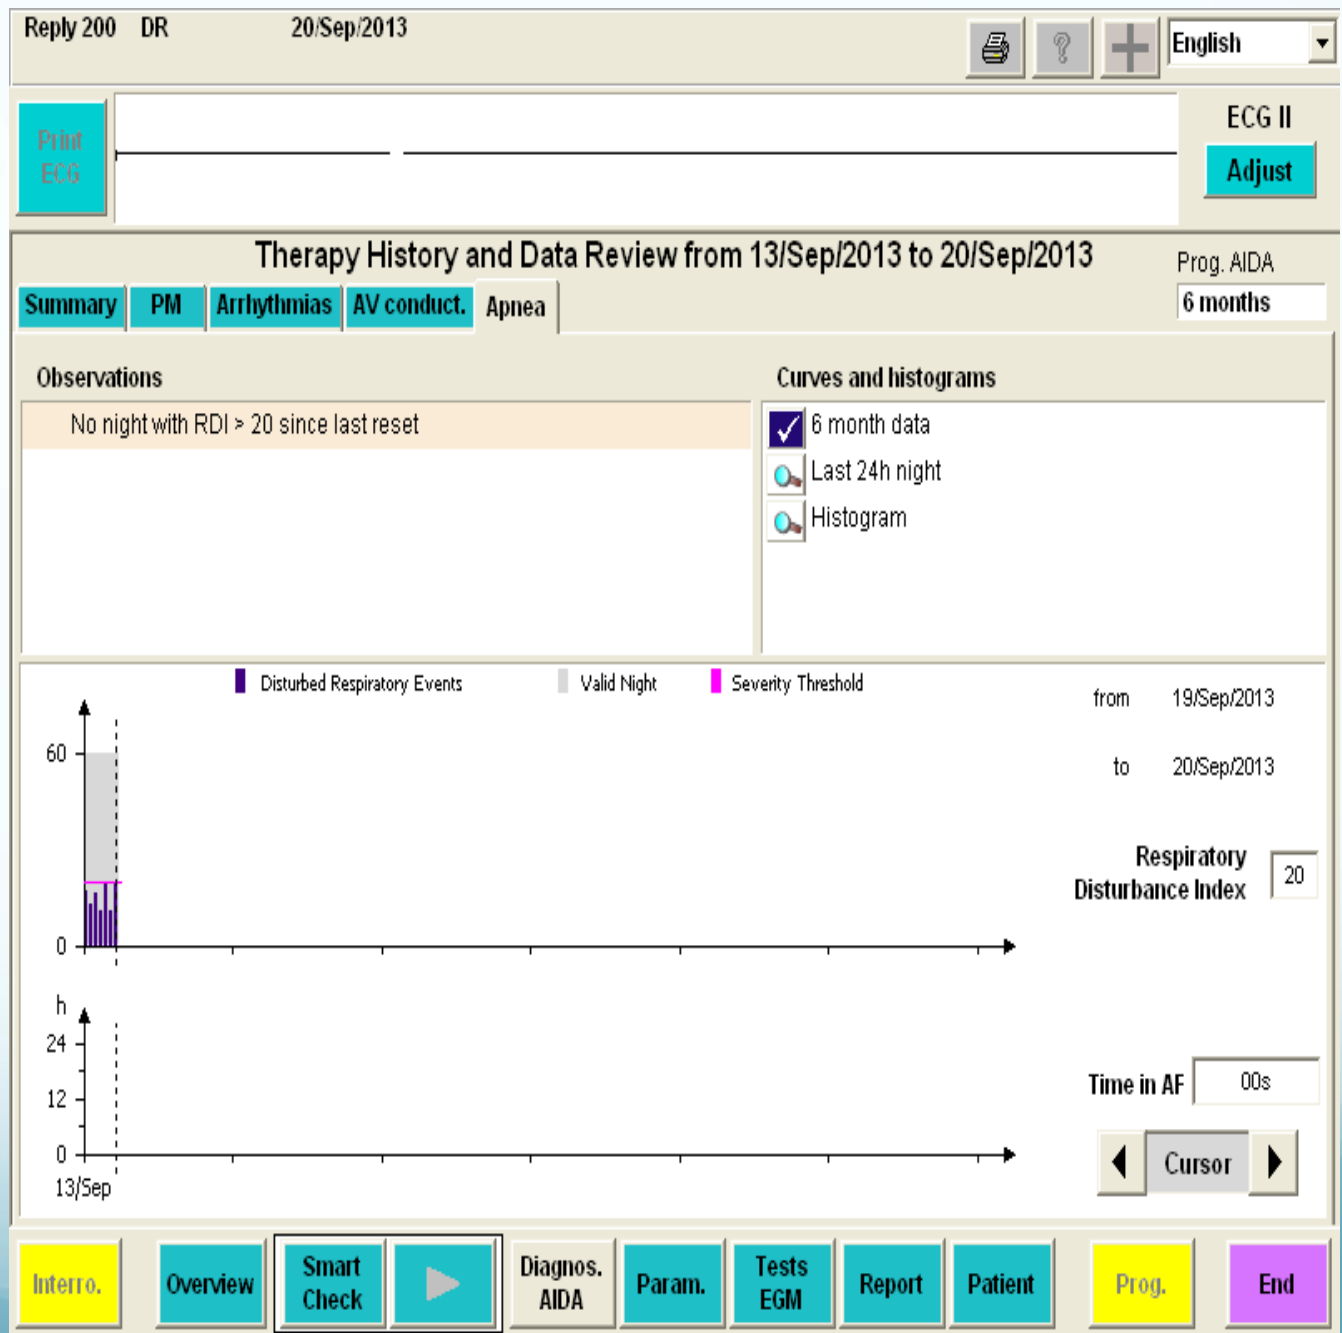 Reply 200 DR 20/Sep/2013
English
Print
ECG
ECG II
Adjust
Therapy History and Data Review from 13/Sep/2013 to 20/Sep/2013
Prog. AIDA
6 months
Summary PM Arrhythmias AV conduct. Apnea
Observations
No night with RDI > 20 since last reset
Curves and histograms
6 month data
Last 24h night
Histogram
Disturbed Respiratory Events Valid Night Severity Threshold
from 19/Sep/2013
to 20/Sep/2013
60
0
Respiratory
Disturbance Index 20
h
24
12
0
13/Sep
Time in AF 00s
Cursor
Interro.
Overview
Smart
Check
Diagnos.
AIDA
Param.
Tests
EGM
Report
Patient
Prog.
End